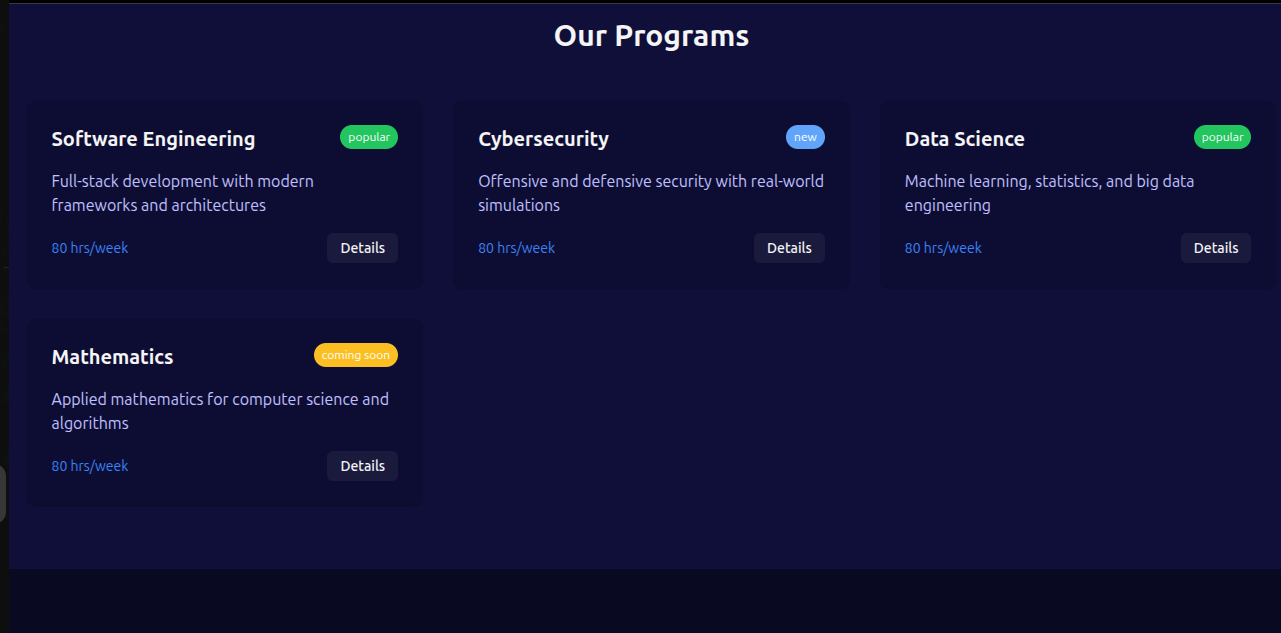 Our Programs
Software Engineering
popular
Full-stack development with modern
frameworks and architectures
80 hrs/week
Details
Cybersecurity
new
Offensive and defensive security with real-world
simulations
80 hrs/week
Details
Data Science
popular
Machine learning, statistics, and big data
engineering
80 hrs/week
Details
Mathematics
coming soon
Applied mathematics for computer science and
algorithms
80 hrs/week
Details